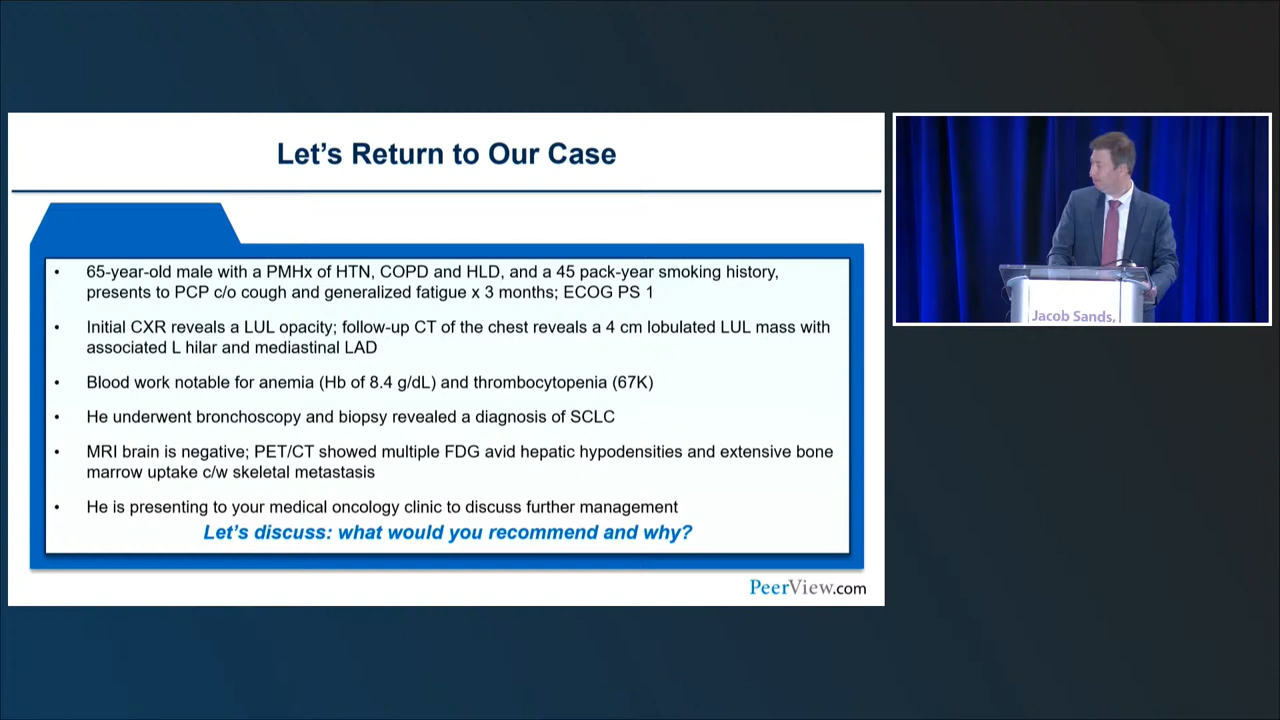 Let's Return to Our Case
• 65-year-old male with a PMHx of HTN, COPD and HLD, and a 45 pack-year smoking history,
presents to PCP c/o cough and generalized fatigue x 3 months; ECOG PS 1
• Initial CXR reveals a LUL opacity; follow-up CT of the chest reveals a 4 cm lobulated LUL mass with
associated L hilar and mediastinal LAD
• Blood work notable for anemia (Hb of 8.4 g/dL) and thrombocytopenia (67K)
• He underwent bronchoscopy and biopsy revealed a diagnosis of SCLC
• MRI brain is negative; PET/CT showed multiple FDG avid hepatic hypodensities and extensive bone
marrow uptake c/w skeletal metastasis
• He is presenting to your medical oncology clinic to discuss further management
Let's discuss: what would you recommend and why?
PeerView.com
Jacob Sands,